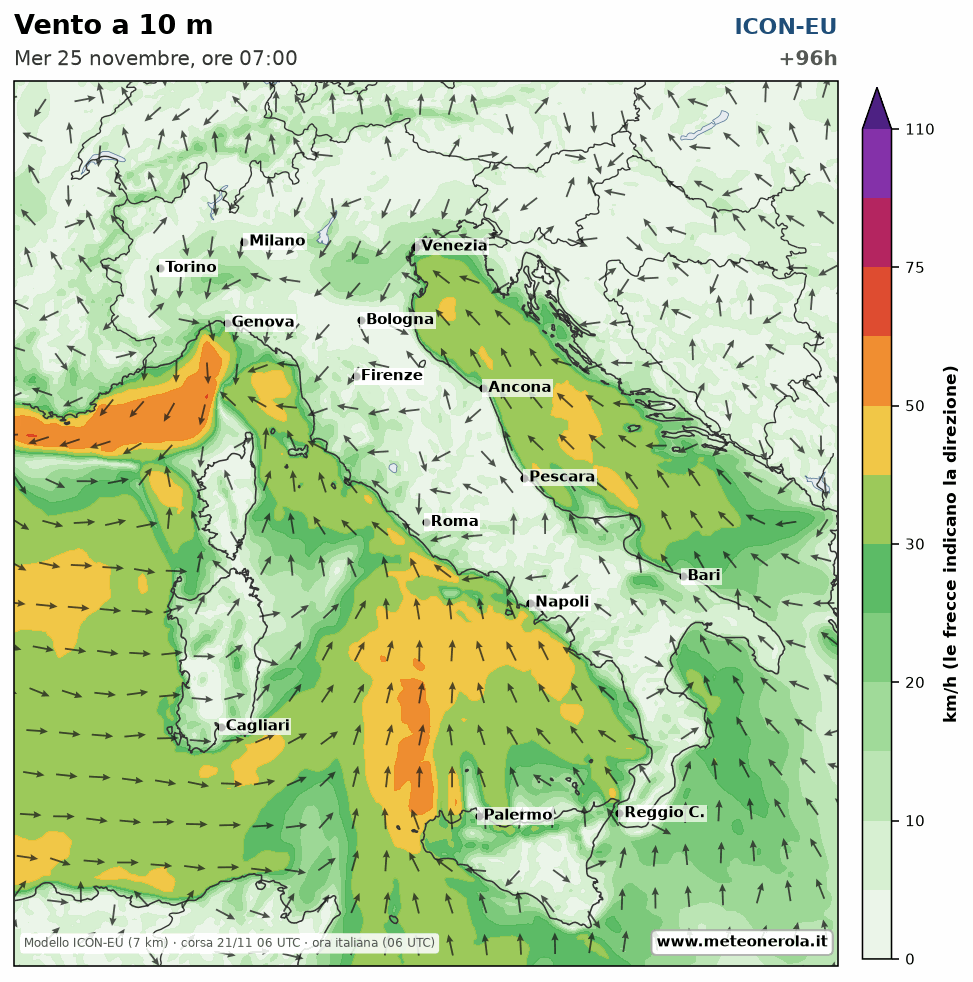 Vento a 10 m
ICON-EU
Mer 25 novembre, ore 07:00
+96h
110
Venezia
Milano
Torino
75
Bologna
Genova
Firenze
Ancona
50
Pescara
Roma
30
Bari
Napoli
20
Cagliari
Reggio C.
Palermo
10
km/h (le frecce indicano la direzione)
Modello ICON-EU (7 km) · corsa 21/11 06 UTC · ora italiana (06 UTC)
www.meteonerola.it
0